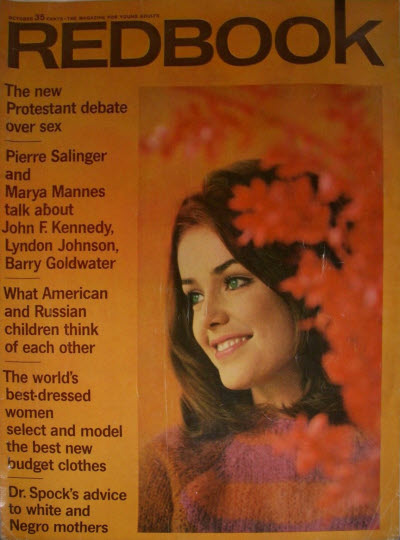 OCTOBER 35 CENTS · THE MAGAZINE FOR YOUNG ADULTS
REDBOOK
The new
Protestant debate
over sex
Pierre Salinger
and
Marya Mannes
talk about
John F. Kennedy,
Lyndon Johnson,
Barry Goldwater
What American
and Russian
children think
of each other
The world's
best-dressed
women
select and model
the best new
budget clothes
Dr. Spock's advice
to white and
Negro mothers